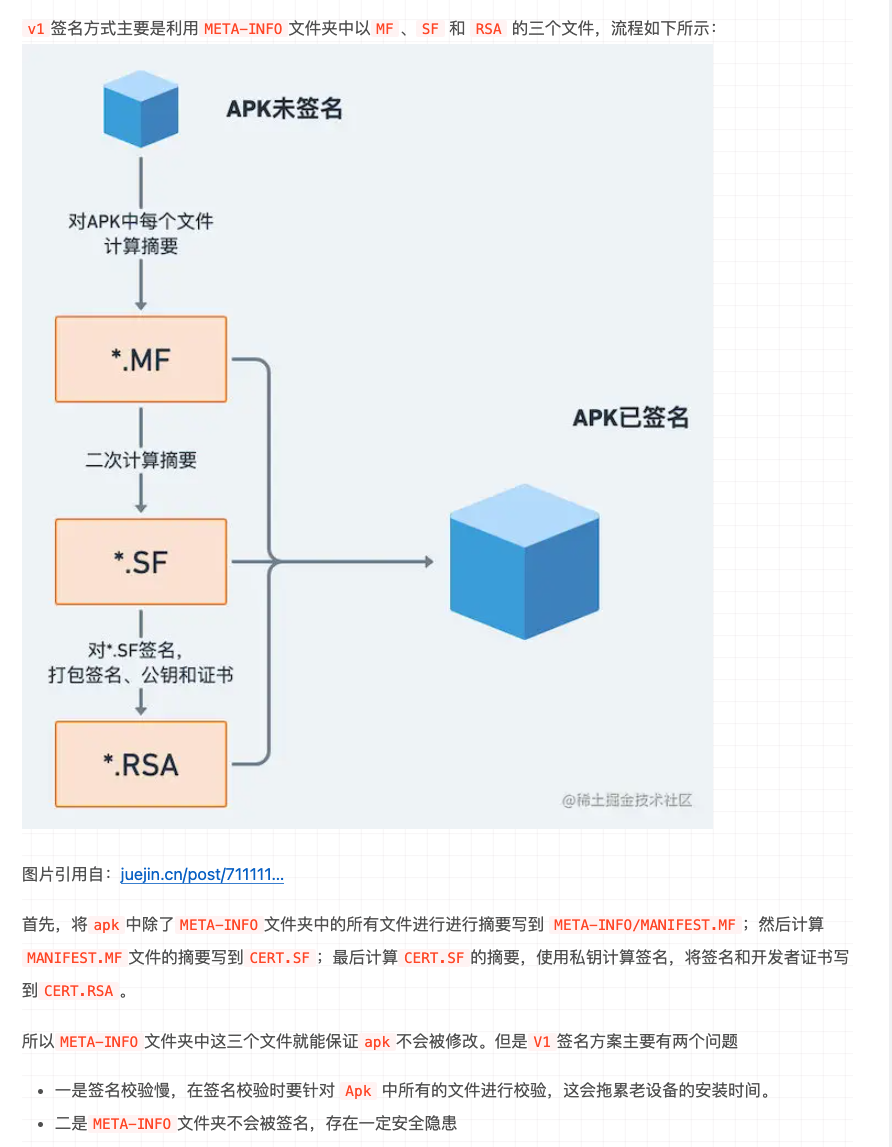 v1 签名方式主要是利用 META-INFO 文件夹中以 MF 、 SF 和 RSA 的三个文件，流程如下所示：
APK未签名
对APK中每个文件
计算摘要
*.MF
二次计算摘要
APK已签名
*.SF
对*.SF签名，
打包签名、公钥和证书
*.RSA
@稀土掘金技术社区
图片引用自：juejin.cn/post/711111...
首先，将 apk 中除了 META-INFO 文件夹中的所有文件进行进行摘要写到 META-INFO/MANIFEST.MF ；然后计算
MANIFEST.MF 文件的摘要写到 CERT.SF ；最后计算 CERT.SF 的摘要，使用私钥计算签名，将签名和开发者证书写
到 CERT.RSA 。
所以 META-INFO 文件夹中这三个文件就能保证 apk 不会被修改。但是 V1 签名方案主要有两个问题
• 一是签名校验慢，在签名校验时要针对 Apk 中所有的文件进行校验，这会拖累老设备的安装时间。
• 二是 META-INFO 文件夹不会被签名，存在一定安全隐患